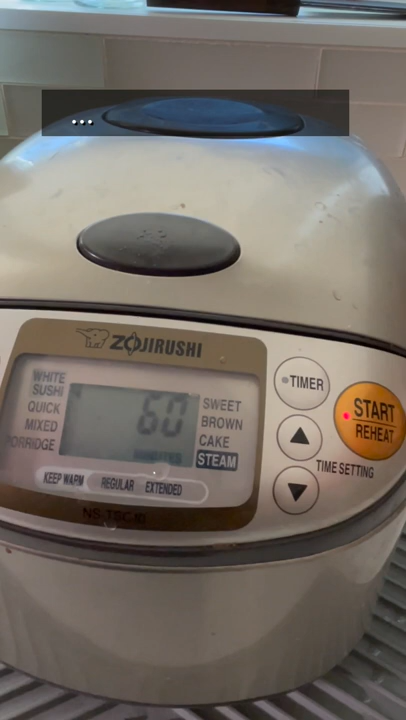 ...
ZOJIRUSHI
WHITE
SUSHI
QUICK
MIXED
PORRIDGE
60
MINUTES
SWEET
BROWN
CAKE
STEAM
KEEP WARM REGULAR EXTENDED
TIMER
START
REHEAT
TIME SETTING